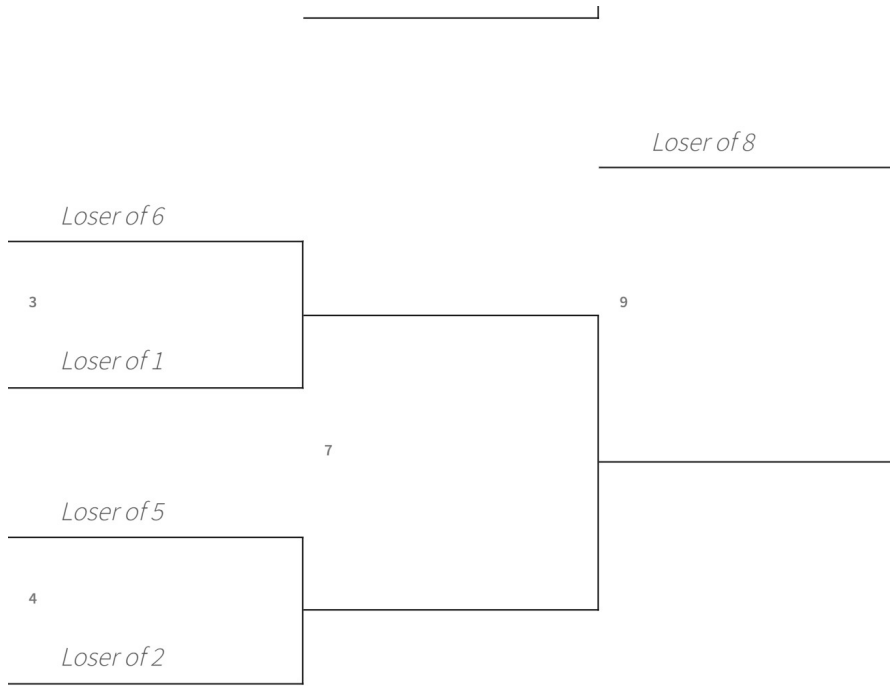 Loser of 8
Loser of 6
3
9
Loser of 1
7
Loser of 5
4
Loser of 2